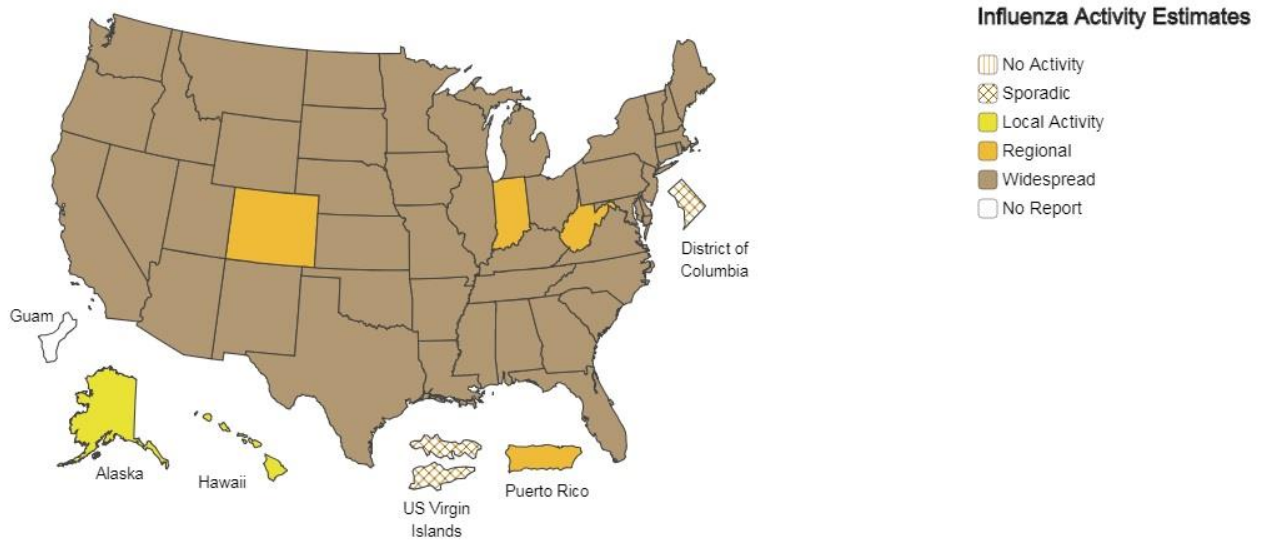 Influenza Activity Estimates
No Activity
Sporadic
Local Activity
Regional
Widespread
No Report
District of
Columbia
Guam
Alaska
Hawaii
US Virgin
Islands
Puerto Rico